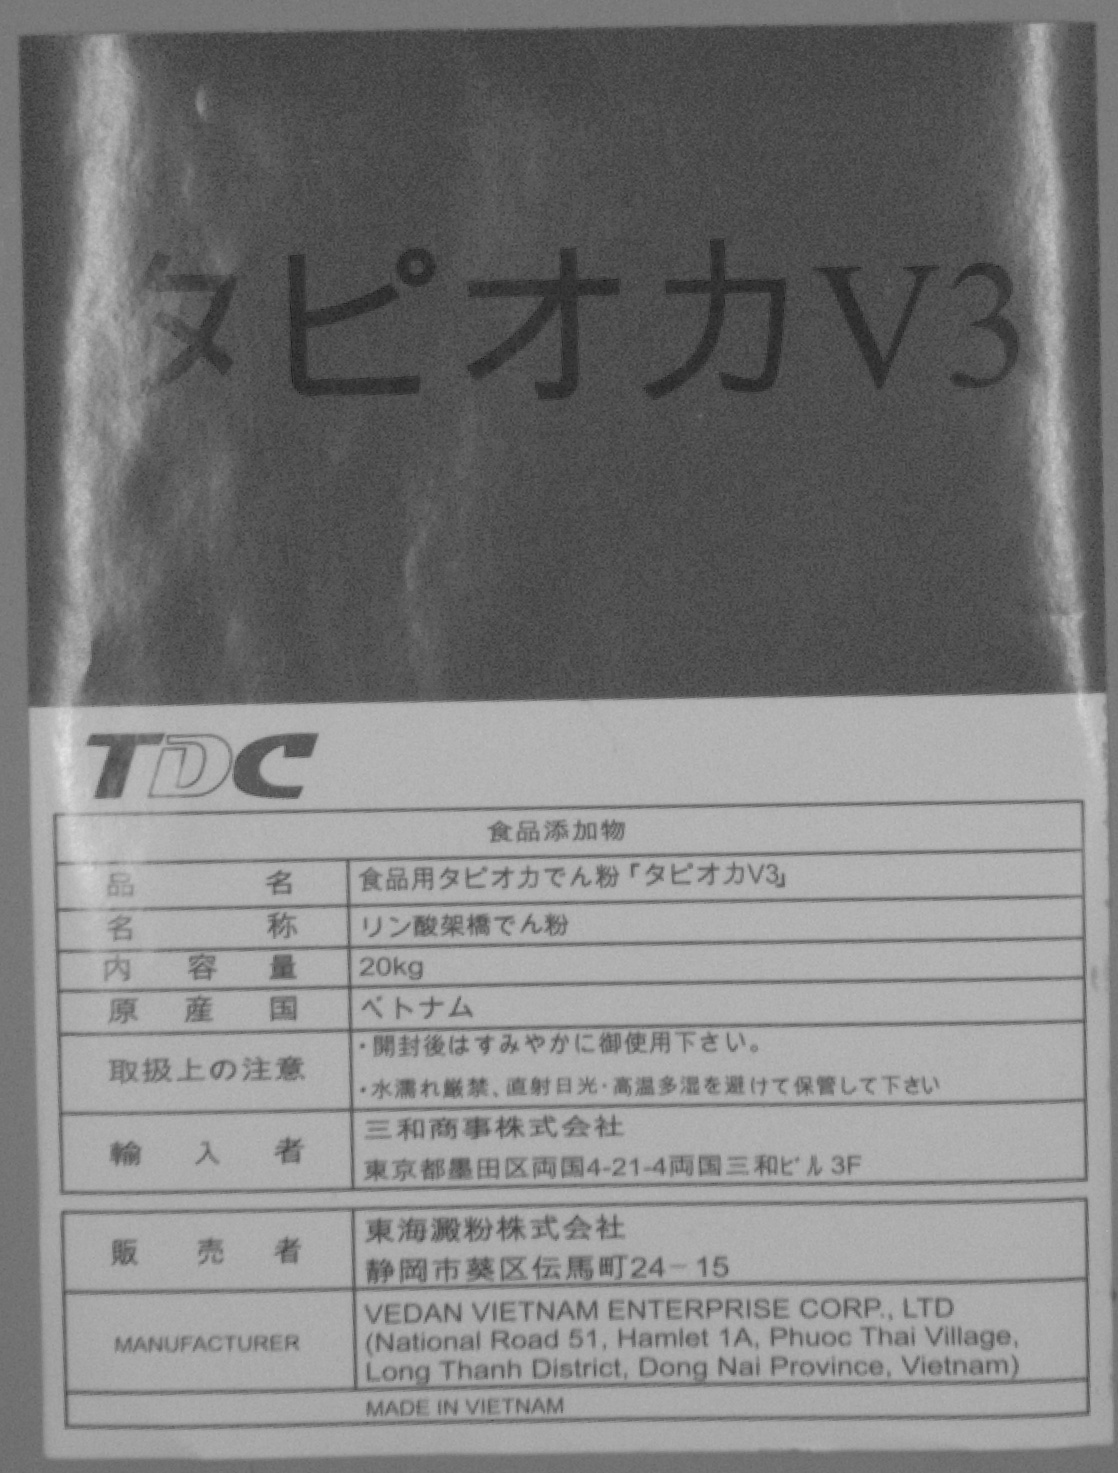 タピオカV3
TDC
食品添加物
品名 食品用タピオカでん粉「タピオカV3」
名称 リン酸架橋でん粉
内容量 20kg
原産国 ベトナム
取扱上の注意 ・開封後はすみやかに御使用下さい。
・水濡れ厳禁、直射日光・高温多湿を避けて保管して下さい
輸入者 三和商事株式会社
東京都墨田区両国4-21-4両国三和ビル3F
販売者 東海澱粉株式会社
静岡市葵区伝馬町24-15
MANUFACTURER VEDAN VIETNAM ENTERPRISE CORP., LTD
(National Road 51, Hamlet 1A, Phuoc Thai Village,
Long Thanh District, Dong Nai Province, Vietnam)
MADE IN VIETNAM